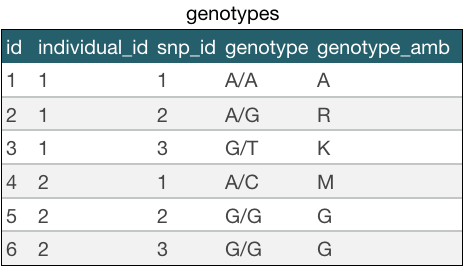 genotypes
id individual_id snp_id genotype genotype_amb
1 1 1 A/A A
2 1 2 A/G R
3 1 3 G/T K
4 2 1 A/C M
5 2 2 G/G G
6 2 3 G/G G